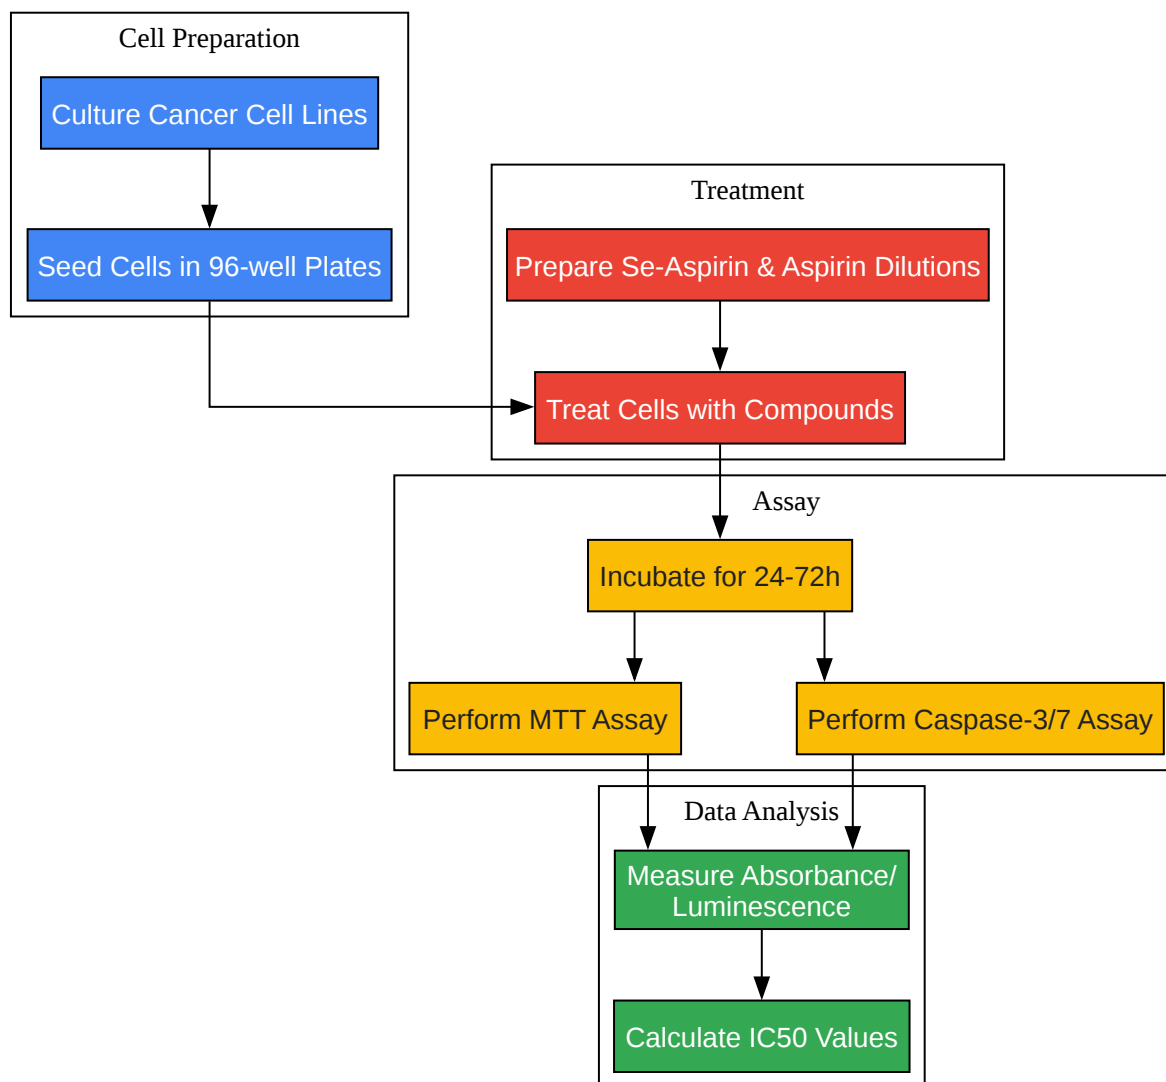 Cell Preparation
Culture Cancer Cell Lines
Seed Cells in 96-well Plates
Treatment
Prepare Se-Aspirin & Aspirin Dilutions
Treat Cells with Compounds
Assay
Incubate for 24-72h
Perform MTT Assay
Perform Caspase-3/7 Assay
Data Analysis
Measure Absorbance/
Luminescence
Calculate IC50 Values